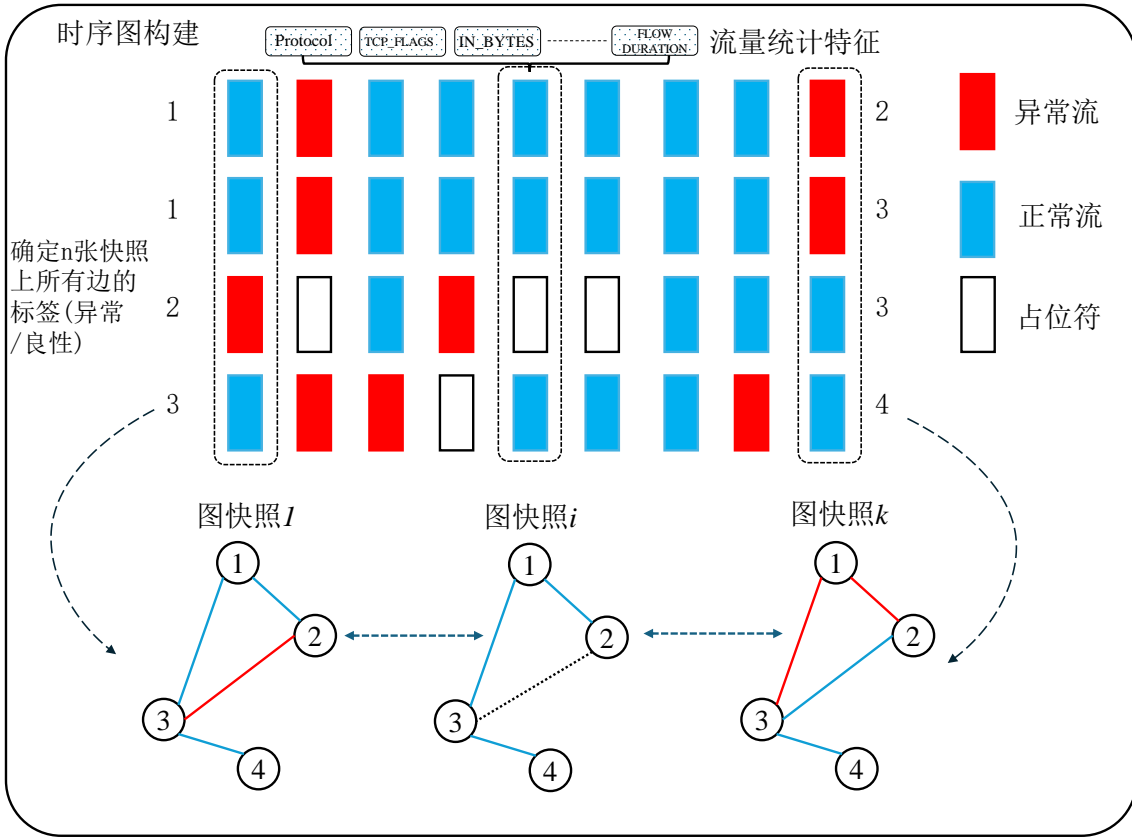 时序图构建
Protocol
TCP_FLAGS
IN_BYTES
FLOW
DURATION
流量统计特征
1
2
异常流
1
3
正常流
确定n张快照
上所有边的
标签(异常
/良性)
2
3
占位符
3
4
图快照1
图快照i
图快照k
1
2
3
4
1
2
3
4
1
2
3
4